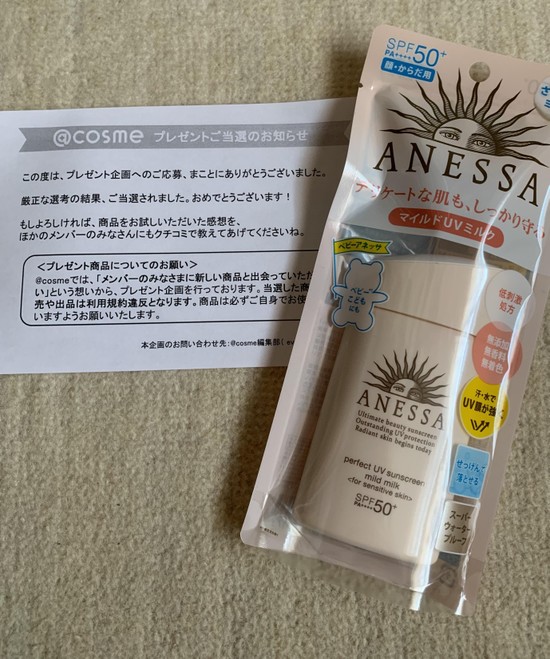 @cosme プレゼントご当選のお知らせ
この度は、プレゼント企画へのご応募、まことにありがとうございました。
厳正な選考の結果、ご当選されました。おめでとうございます！
もしよろしければ、商品をお試しいただいた感想を、
ほかのメンバーのみなさんにもクチコミで教えてあげてくださいね。
＜プレゼント商品についてのお願い＞
@cosmeでは、「メンバーのみなさまに新しい商品と出会っていただ
い」という想いから、プレゼント企画を行っております。当選した商
売や出品は利用規約違反となります。商品は必ずご自身でお使
いますようお願いいたします。
本企画のお問い合わせ先：@cosme編集部（ ev
SPF50+
PA++++
顔・からだ用
ANESSA
デリケートな肌も、しっかり守る
マイルドUVミルク
ベビーアネッサ
ベビー
こども
にも
低刺激
処方
無添加
無香料
無着色
汗・水で
UV膜が強く
せっけんで
落とせる
スーパー
ウォーター
プルーフ
ANESSA
Ultimate beauty sunscreen
Outstanding UV protection
Radiant skin begins today
perfect UV sunscreen
mild milk
<for sensitive skin>
SPF50+
PA++++